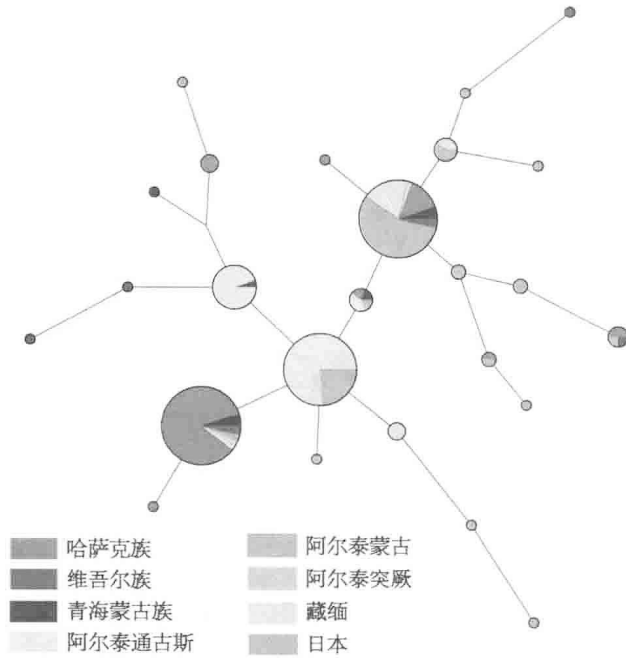 哈萨克族
维吾尔族
青海蒙古族
阿尔泰通古斯
阿尔泰蒙古
阿尔泰突厥
藏缅
日本